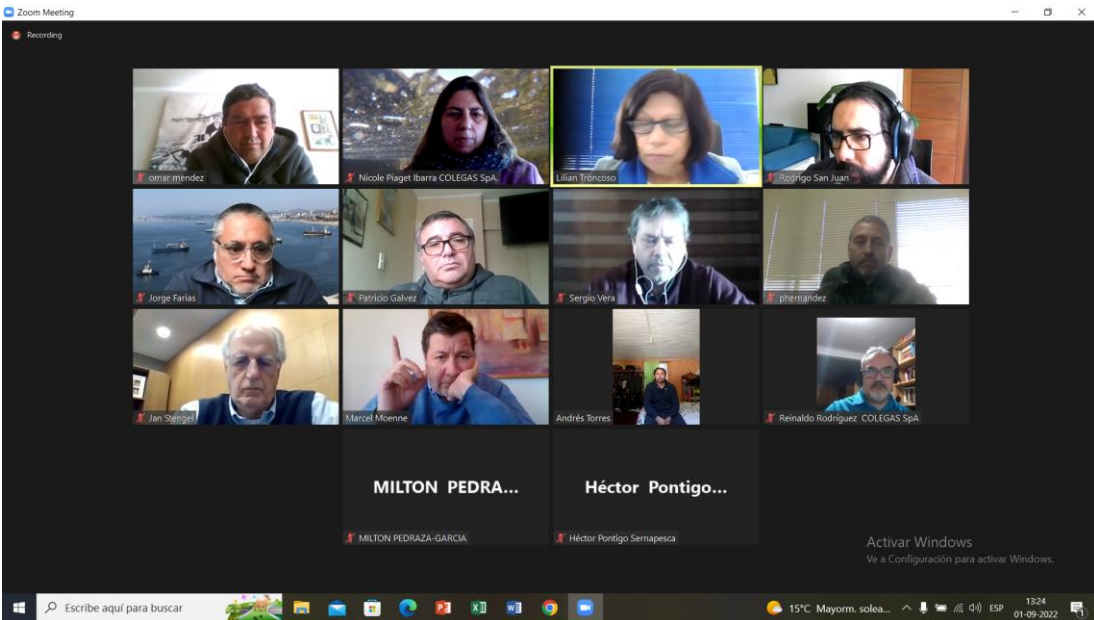 Zoom Meeting
Recording
omar mendez
Nicole Piaget Ibarra COLEGAS SpA.
Lilian Troncoso
Rodrigo San Juan
Jorge Farias
Patricio Galvez
Sergio Vera
phernandez
Jan Stengel
Marcel Moenne
Andrés Torres
Reinaldo Rodríguez COLEGAS SpA
MILTON PEDRA...
Héctor Pontigo...
MILTON PEDRAZA-GARCIA
Héctor Pontigo Sernapesca
Activar Windows
Ve a Configuración para activar Windows.
Escribe aquí para buscar
15°C Mayorm. solea...
ESP
13:24
01-09-2022
1